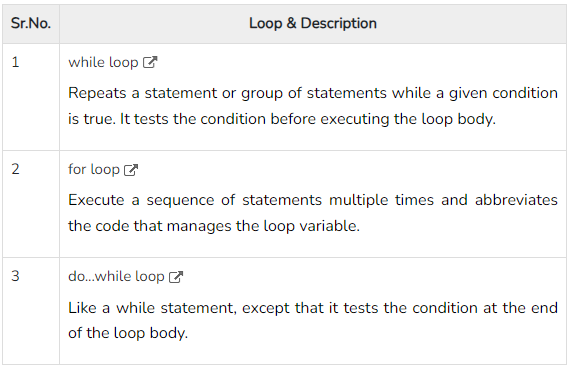 Sr.No. Loop & Description
1 while loop
Repeats a statement or group of statements while a given condition
is true. It tests the condition before executing the loop body.
2 for loop
Execute a sequence of statements multiple times and abbreviates
the code that manages the loop variable.
3 do...while loop
Like a while statement, except that it tests the condition at the end
of the loop body.